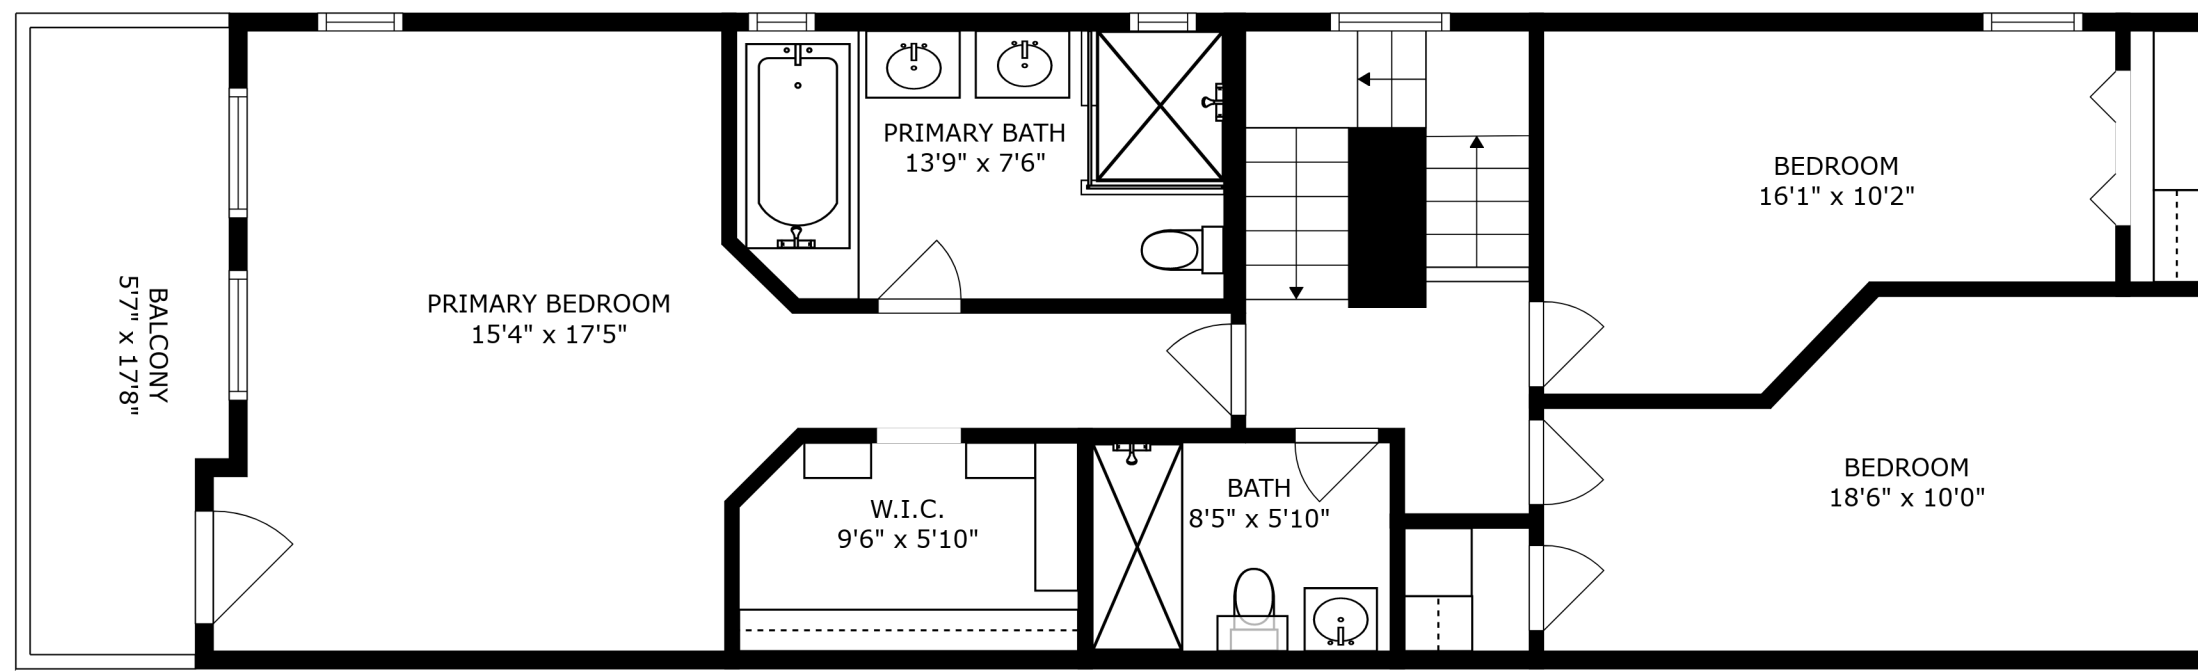 PRIMARY BATH
13'9" x 7'6"
BEDROOM
16'1" x 10'2"
BALCONY
5'7" x 17'8"
PRIMARY BEDROOM
15'4" x 17'5"
W.I.C.
9'6" x 5'10"
BATH
8'5" x 5'10"
BEDROOM
18'6" x 10'0"